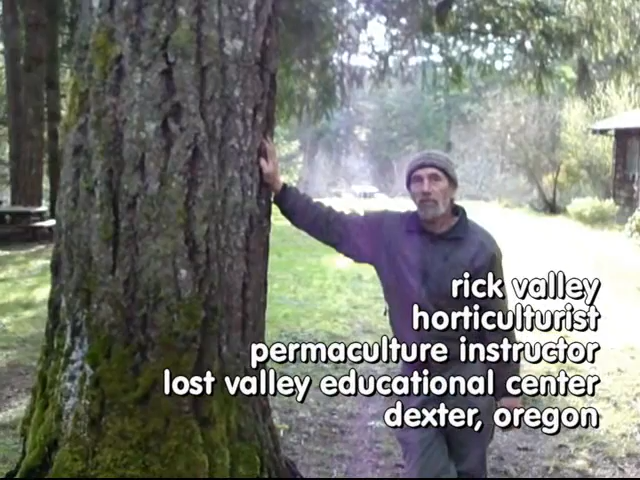 rick valley
horticulturist
permaculture instructor
lost valley educational center
dexter, oregon